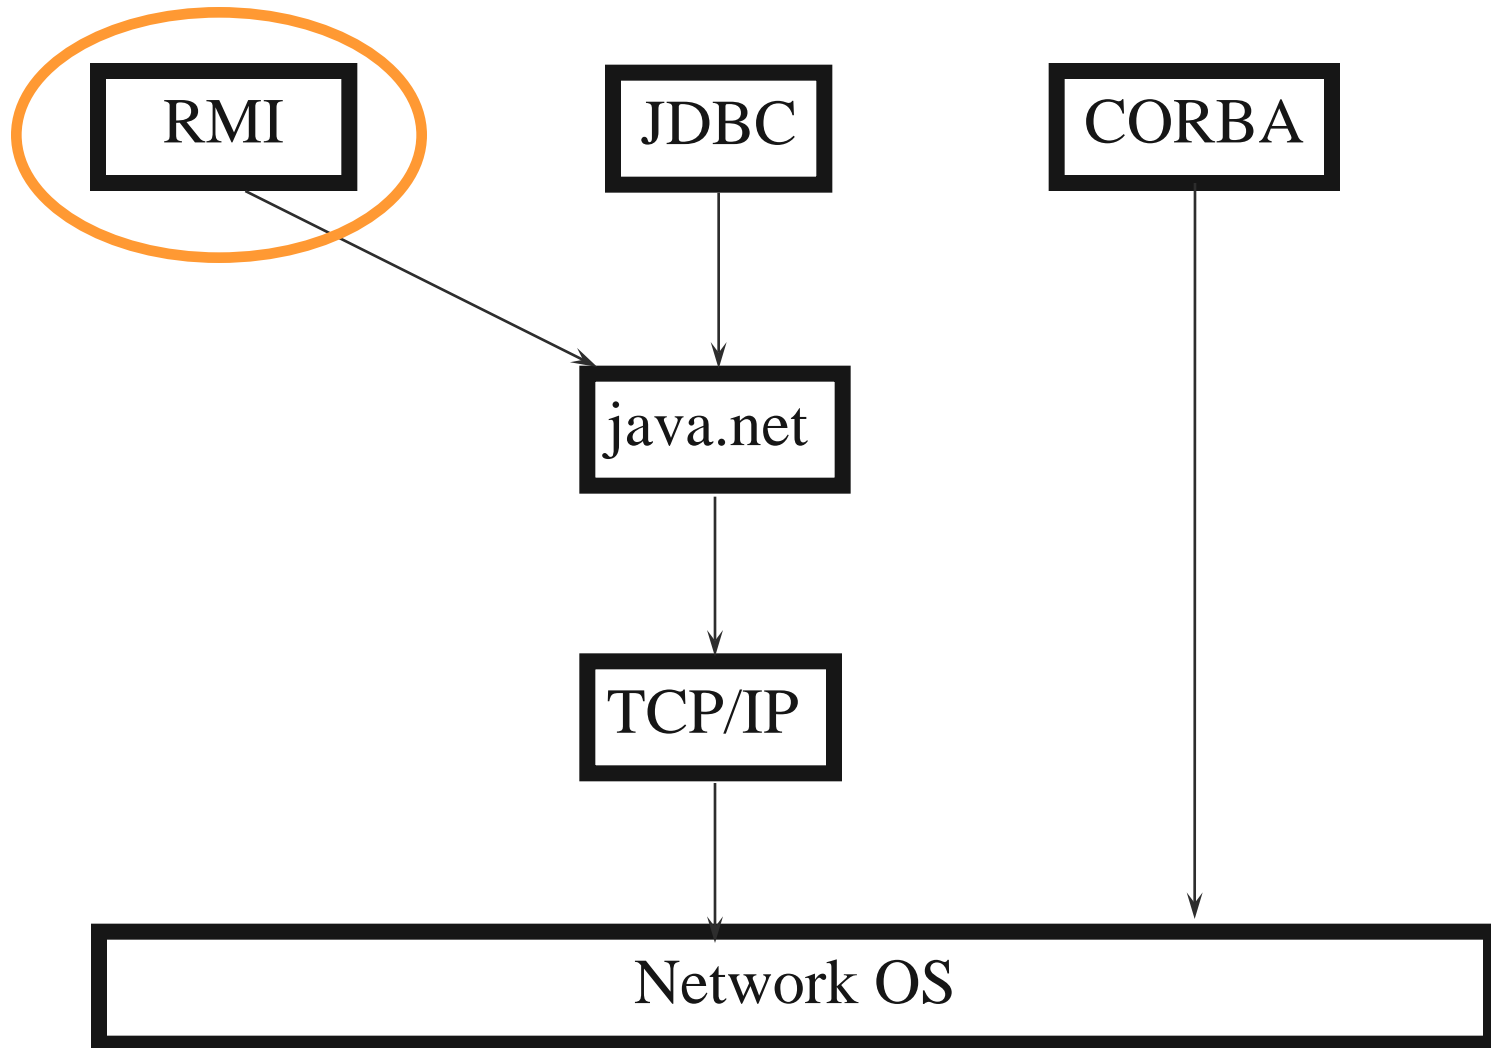 RMI
JDBC
CORBA
java.net
TCP/IP
Network OS